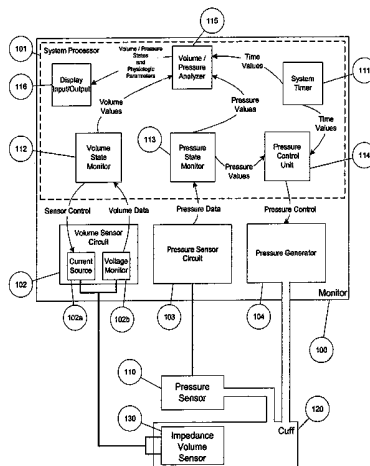 115
101
System Processor
Volume / Pressure
States
and
Physiologic
Parameters
Volume /
Pressure
Analyzer
Time
Values
111
116
Display
Input/Output
System
Timer
Volume
Values
Pressure
Values
Time
Values
112
Volume
State
Monitor
113
Pressure
State
Monitor
Pressure
Values
Pressure
Control
Unit
114
Sensor Control
Volume Data
Pressure Data
Pressure Control
Volume Sensor
Circuit
Current
Source
Voltage
Monitor
Pressure Sensor
Circuit
Pressure Generator
102
102a
102b
103
104
Monitor
100
110
Pressure
Sensor
130
120
Cuff
Impedance
Volume
Sensor